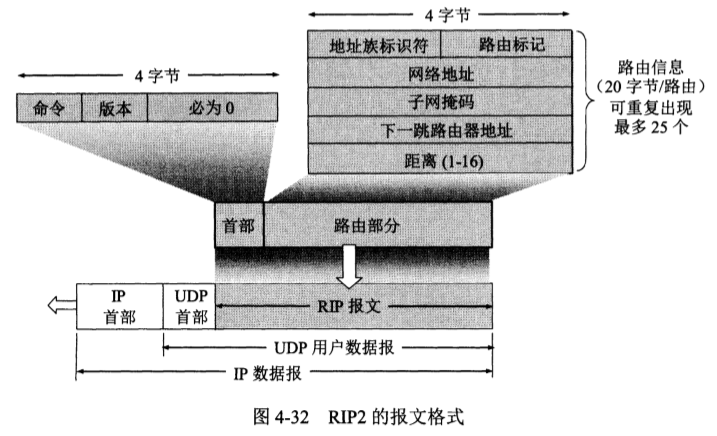 4 字节
地址族标识符 路由标记
网络地址
子网掩码
下一跳路由器地址
距离 (1-16)
路由信息
（20 字节/路由）
可重复出现
最多 25 个
4 字节
命令 版本 必为 0
首部 路由部分
IP
首部
UDP
首部
RIP 报文
UDP 用户数据报
IP 数据报
图 4-32 RIP2 的报文格式